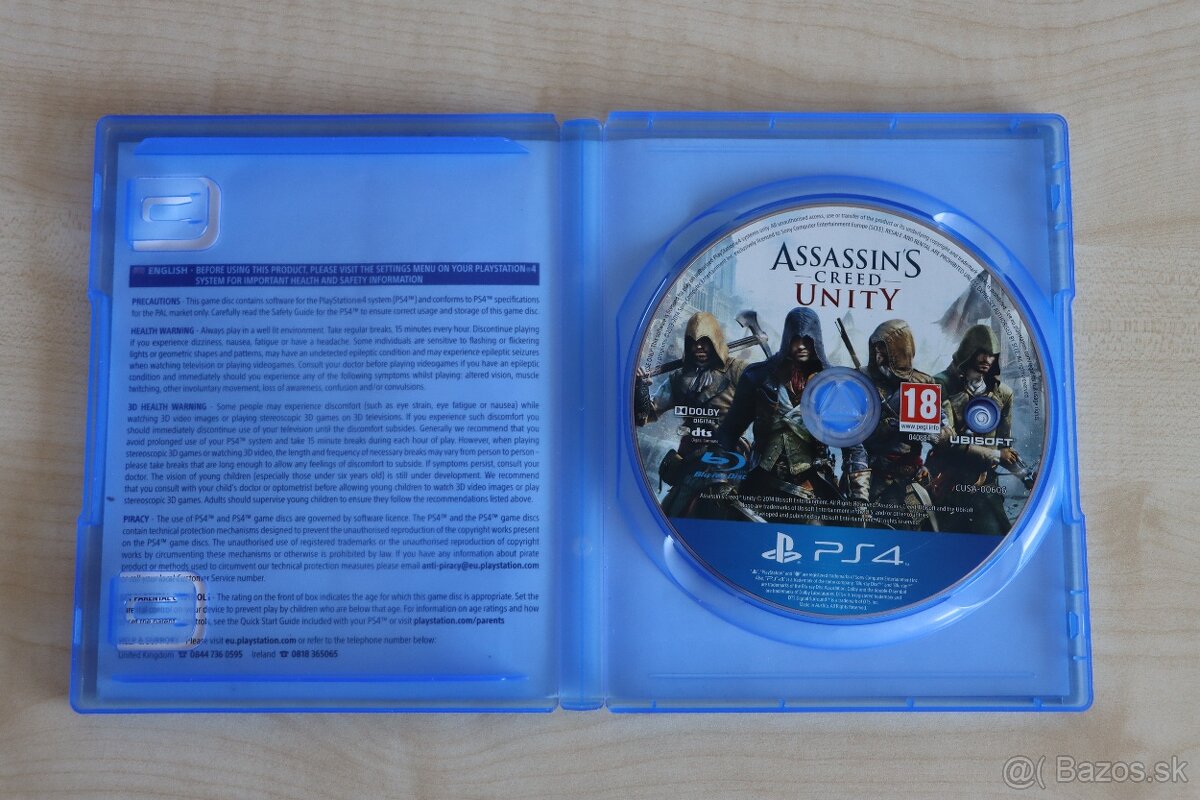 ENGLISH - BEFORE USING THIS PRODUCT, PLEASE VISIT THE SETTINGS MENU ON YOUR PLAYSTATION®4
SYSTEM FOR IMPORTANT HEALTH AND SAFETY INFORMATION
PRECAUTIONS - This game disc contains software for the PlayStation®4 system (PS4™) and conforms to PS4™ specifications
for the PAL market only. Carefully read the Safety Guide for the PS4™ to ensure correct usage and storage of this game disc.
HEALTH WARNING - Always play in a well lit environment. Take regular breaks, 15 minutes every hour. Discontinue playing
if you experience dizziness, nausea, fatigue or have a headache. Some individuals are sensitive to flashing or flickering
lights or geometric shapes and patterns, may have an undetected epileptic condition and may experience epileptic seizures
when watching television or playing videogames. Consult your doctor before playing videogames if you have an epileptic
condition and immediately should you experience any of the following symptoms whilst playing: altered vision, muscle
twitching, other involuntary movement, loss of awareness, confusion and/or convulsions.
3D HEALTH WARNING - Some people may experience discomfort (such as eye strain, eye fatigue or nausea) while
watching 3D video images or playing stereoscopic 3D games on 3D televisions. If you experience such discomfort you
should immediately discontinue use of your television until the discomfort subsides. Generally we recommend that you
avoid prolonged use of your PS4™ system and take 15 minute breaks during each hour of play. However, when playing
stereoscopic 3D games or watching 3D video, the length and frequency of necessary breaks may vary from person to person -
please take breaks that are long enough to allow any feelings of discomfort to subside. If symptoms persist, consult your
doctor. The vision of young children (especially those under six years old) is still under development. We recommend
that you consult with your child's doctor or optometrist before allowing young children to watch 3D video images or play
stereoscopic 3D games. Adults should supervise young children to ensure they follow the recommendations listed above.
PIRACY - The use of PS4™ and PS4™ game discs are governed by software licence. The PS4™ and the PS4™ game discs
contain technical protection mechanisms designed to prevent the unauthorised reproduction of the copyright works present
on the PS4™ game disc. The unauthorised use of registered trademarks or the unauthorised reproduction of copyright
works by circumventing these mechanisms or otherwise is prohibited by law. If you have any information about pirate
product or methods used to circumvent our technical protection measures please email anti-piracy@eu.playstation.com
or call your local Customer Service number.
PARENTAL - The rating on the front of box indicates the age for which this game disc is appropriate. Set the
device to prevent play by children who are below that age. For information on age ratings and how
set the parent see the Quick Start Guide included with your PS4™ or visit playstation.com/parents
HELP & SUPPORT Please visit eu.playstation.com or refer to the telephone number below:
United Kingdom ☎ 0844 736 0595 Ireland ☎ 0818 365065
ASSASSIN'S
CREED
UNITY
DOLBY
DIGITAL
dts
Blu-ray Disc
18
www.pegi.info
UBISOFT
CUSA-00606
PS4
@( Bazos.sk